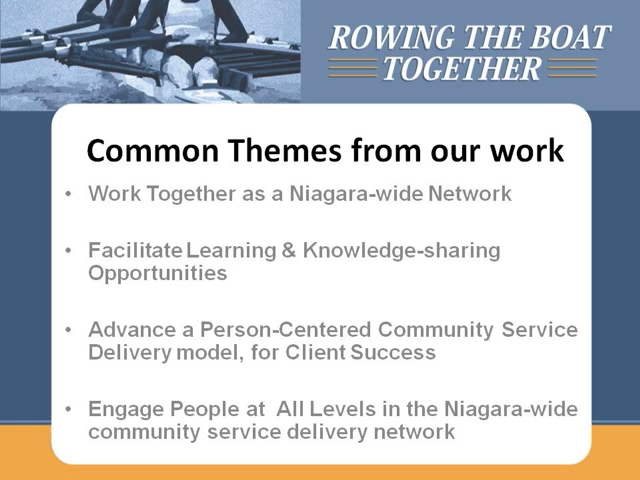 ROWING THE BOAT
TOGETHER
Common Themes from our work
• Work Together as a Niagara-wide Network
• Facilitate Learning & Knowledge-sharing
Opportunities
• Advance a Person-Centered Community Service
Delivery model, for Client Success
• Engage People at  All Levels in the Niagara-wide
community service delivery network